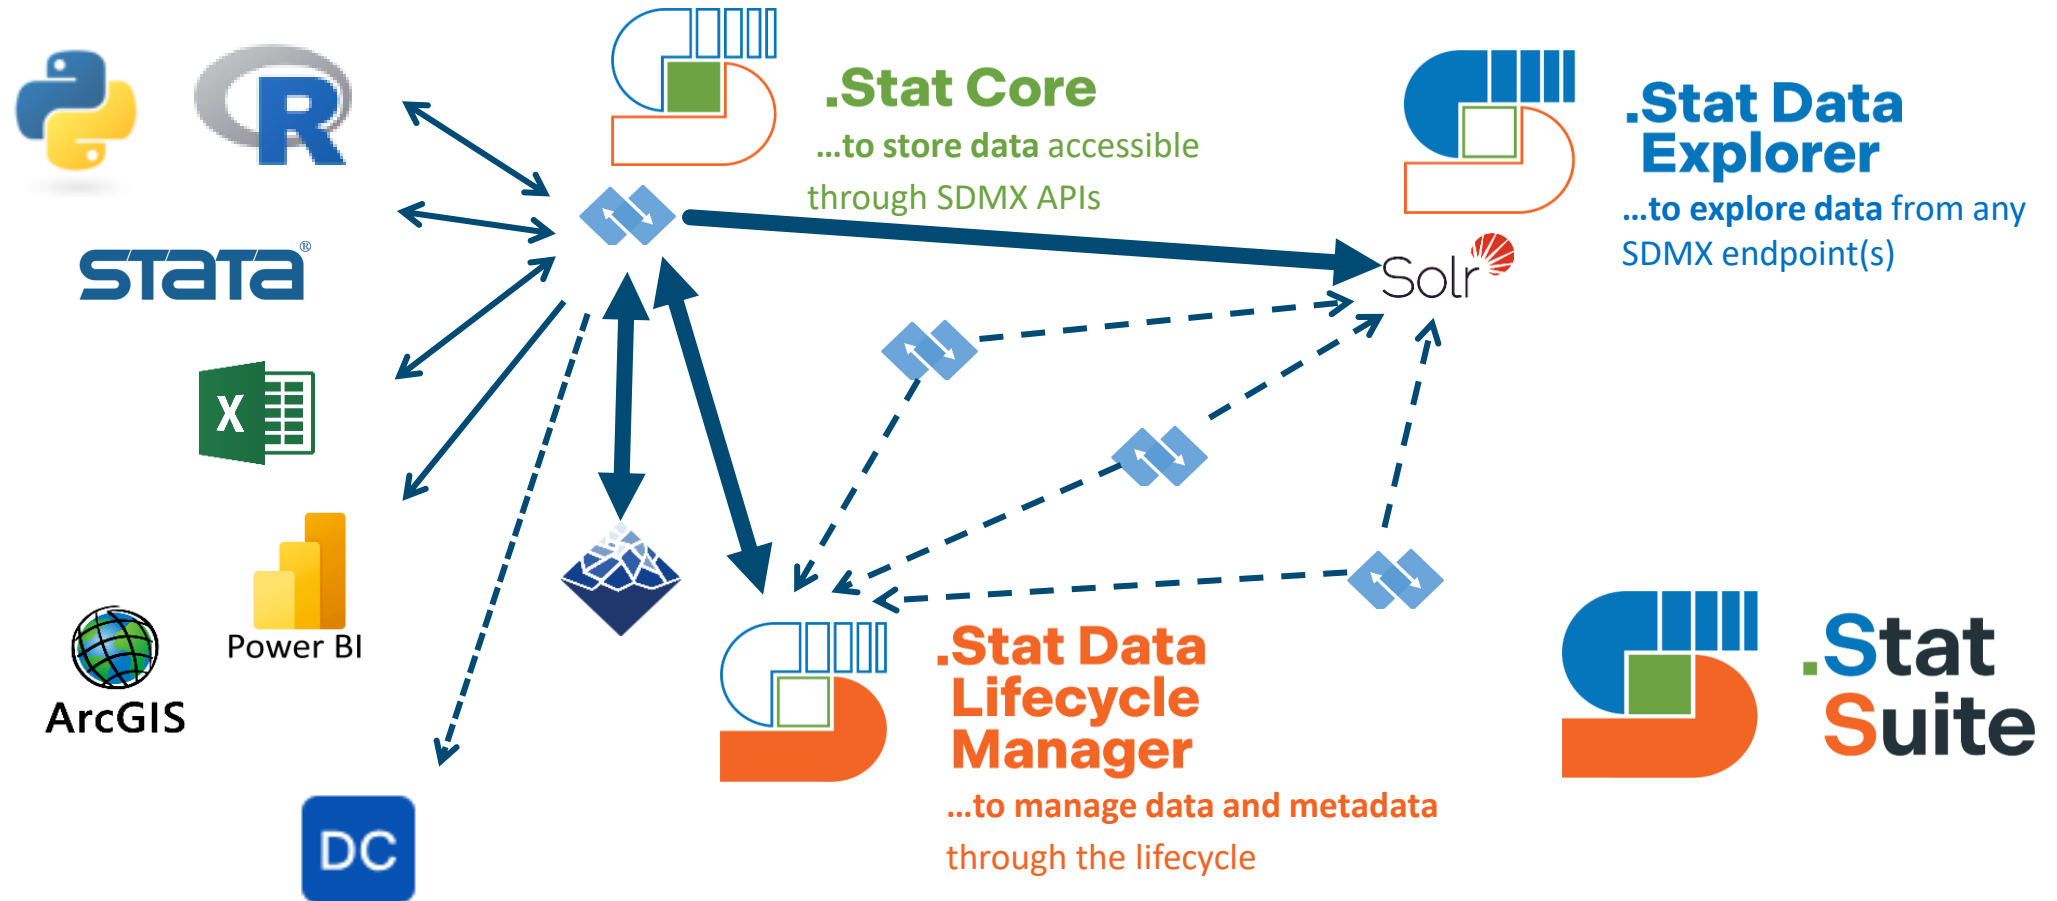 R
.Stat Core
...to store data accessible
through SDMX APIs
.Stat Data
Explorer
...to explore data from any
SDMX endpoint(s)
STATA®
Solr
X
Power BI
ArcGIS
DC
.Stat Data
Lifecycle
Manager
...to manage data and metadata
through the lifecycle
.Stat
Suite